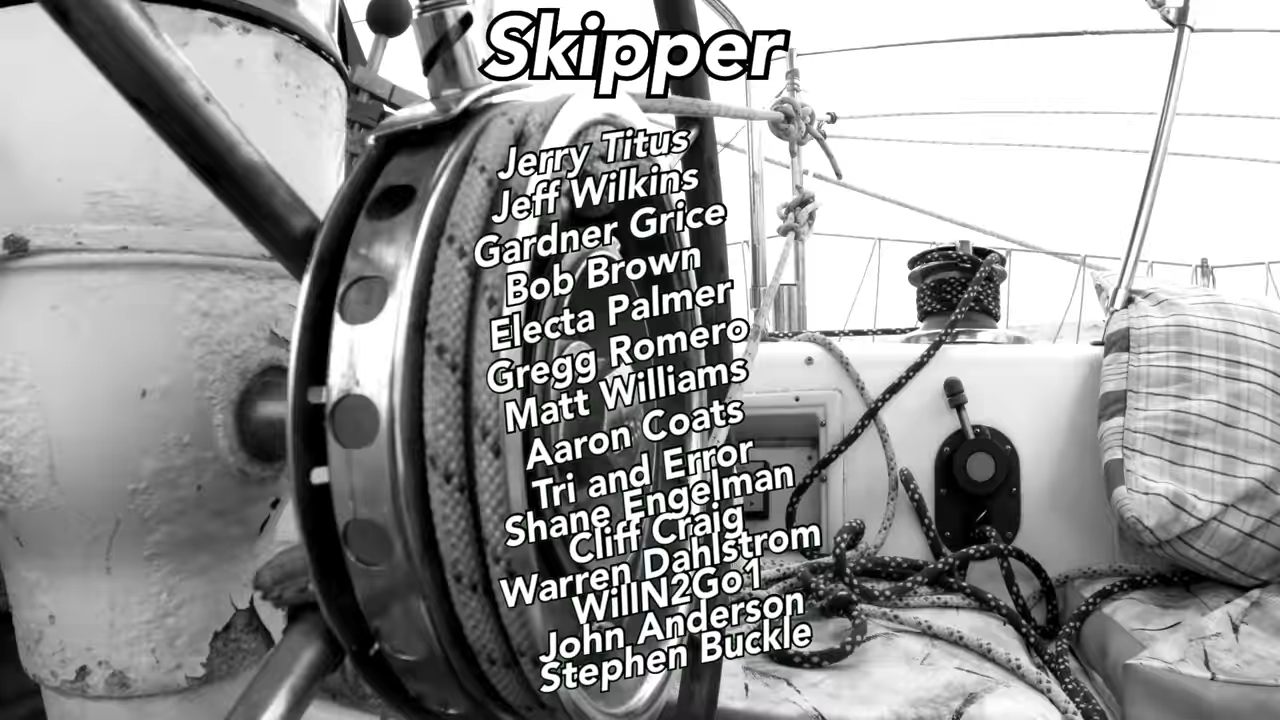 Skipper
Jerry Titus
Jeff Wilkins
Gardner Grice
Bob Brown
Electa Palmer
Gregg Romero
Matt Williams
Aaron Coats
Tri and Error
Shane Engelman
Cliff Craig
Warren Dahlstrom
WillN2Go1
John Anderson
Stephen Buckle